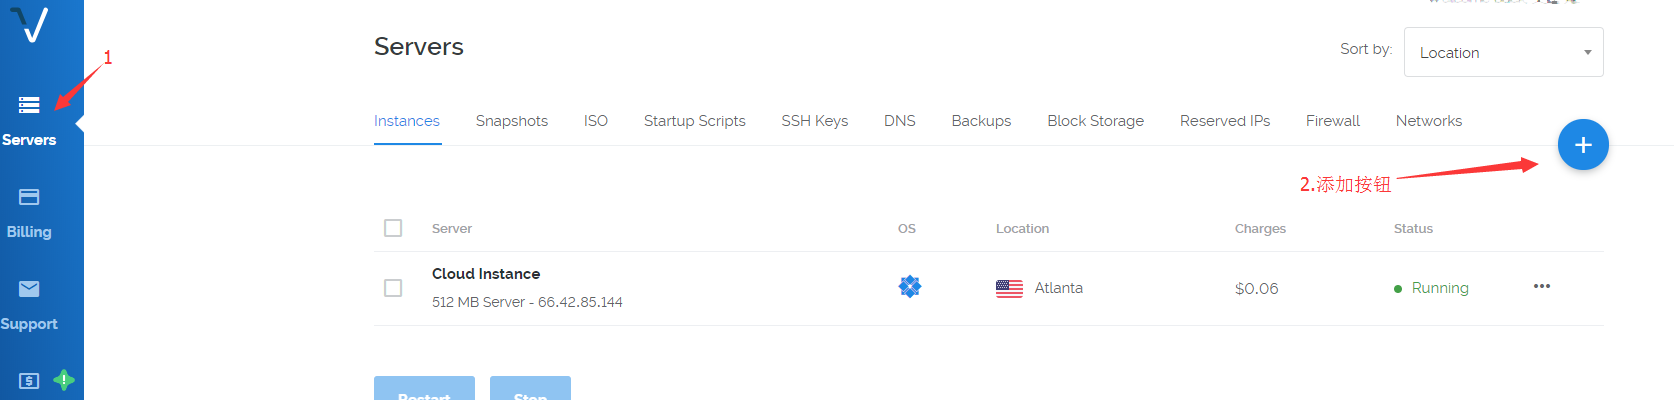 Servers
Sort by:
Location
1
Instances
Snapshots
ISO
Startup Scripts
SSH Keys
DNS
Backups
Block Storage
Reserved IPs
Firewall
Networks
Servers
+
2.添加按钮
Billing
Server
OS
Location
Charges
Status
Cloud Instance
512 MB Server - 66.42.85.144
Atlanta
$0.06
Running
Support
Restart
Stop